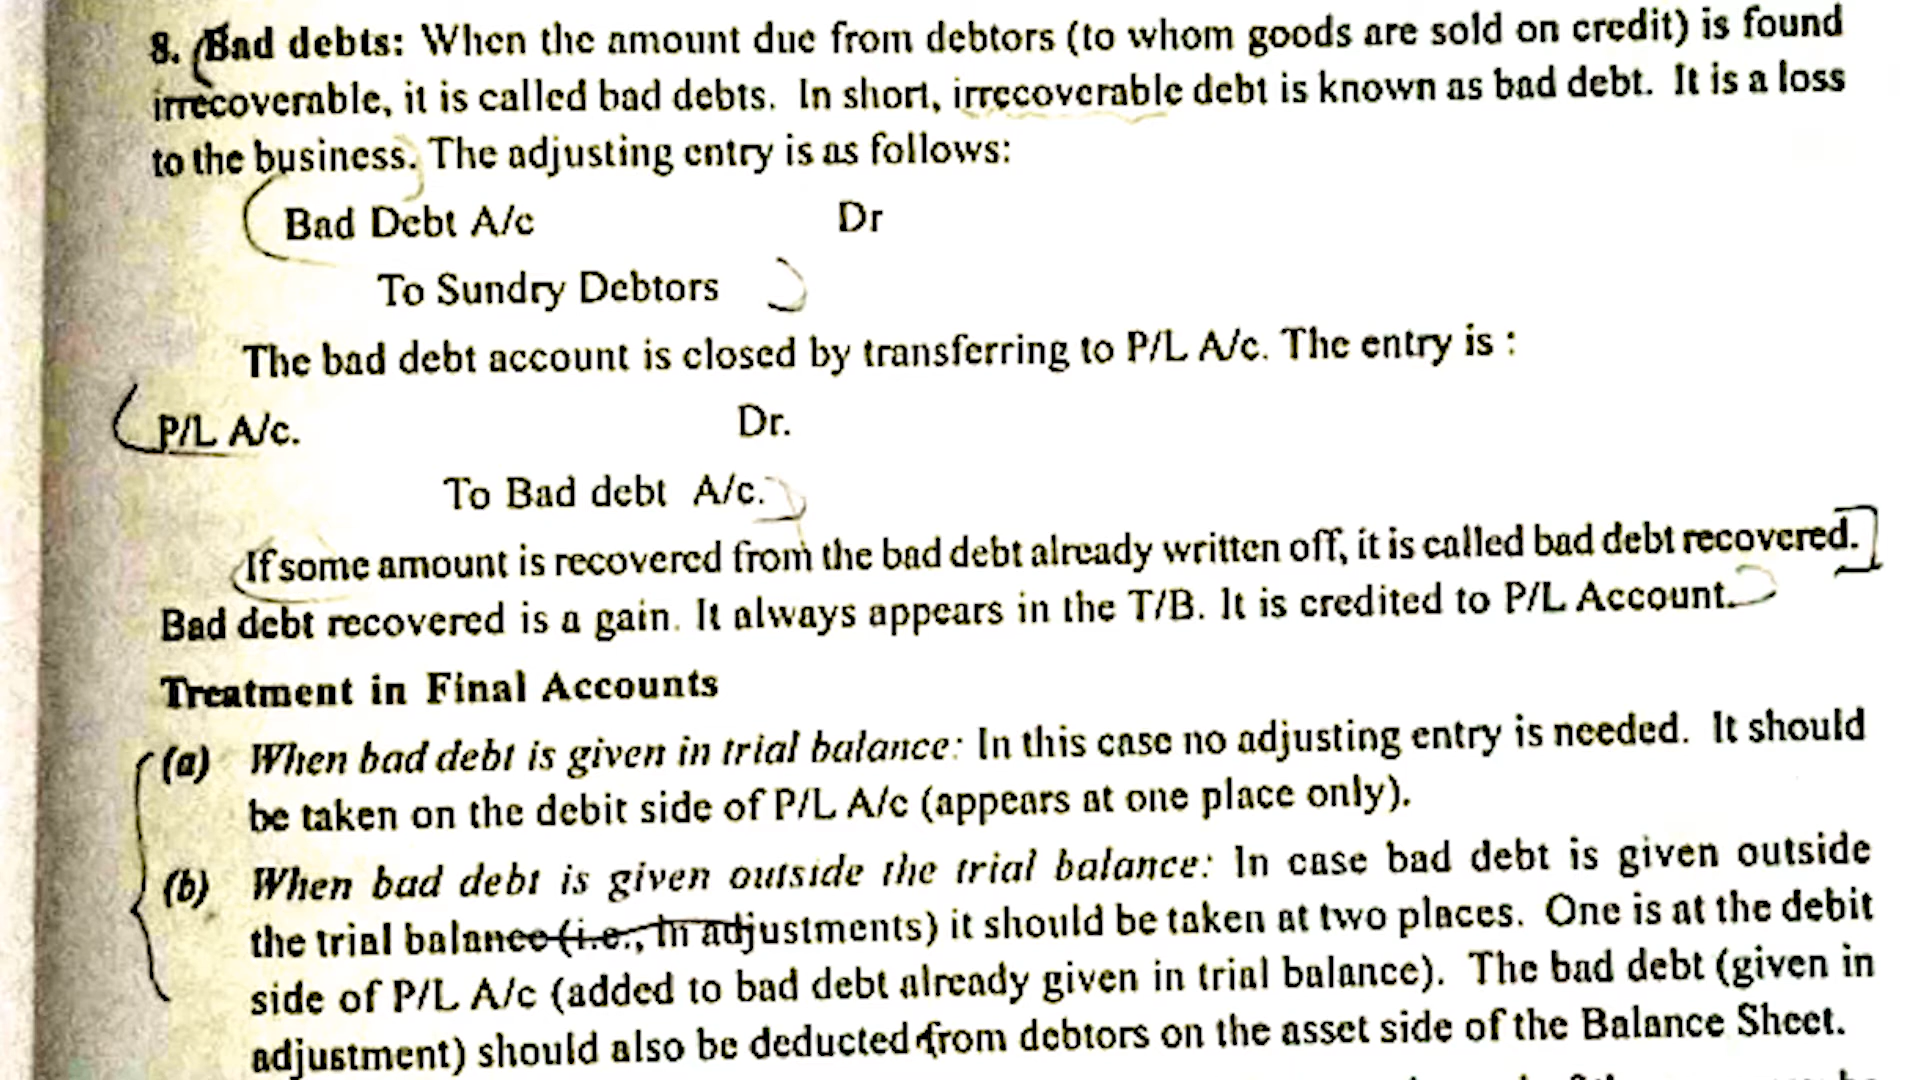 8. Bad debts: When the amount due from debtors (to whom goods are sold on credit) is found
irrecoverable, it is called bad debts. In short, irrecoverable debt is known as bad debt. It is a loss
to the business. The adjusting entry is as follows:
Bad Debt A/c Dr
To Sundry Debtors
The bad debt account is closed by transferring to P/L A/c. The entry is :
P/L A/c. Dr.
To Bad debt A/c.
If some amount is recovered from the bad debt already written off, it is called bad debt recovered.
Bad debt recovered is a gain. It always appears in the T/B. It is credited to P/L Account.
Treatment in Final Accounts
(a) When bad debt is given in trial balance: In this case no adjusting entry is needed. It should
be taken on the debit side of P/L A/c (appears at one place only).
(b) When bad debt is given outside the trial balance: In case bad debt is given outside
the trial balance (i.e., In adjustments) it should be taken at two places. One is at the debit
side of P/L A/c (added to bad debt already given in trial balance). The bad debt (given in
adjustment) should also be deducted from debtors on the asset side of the Balance Sheet.